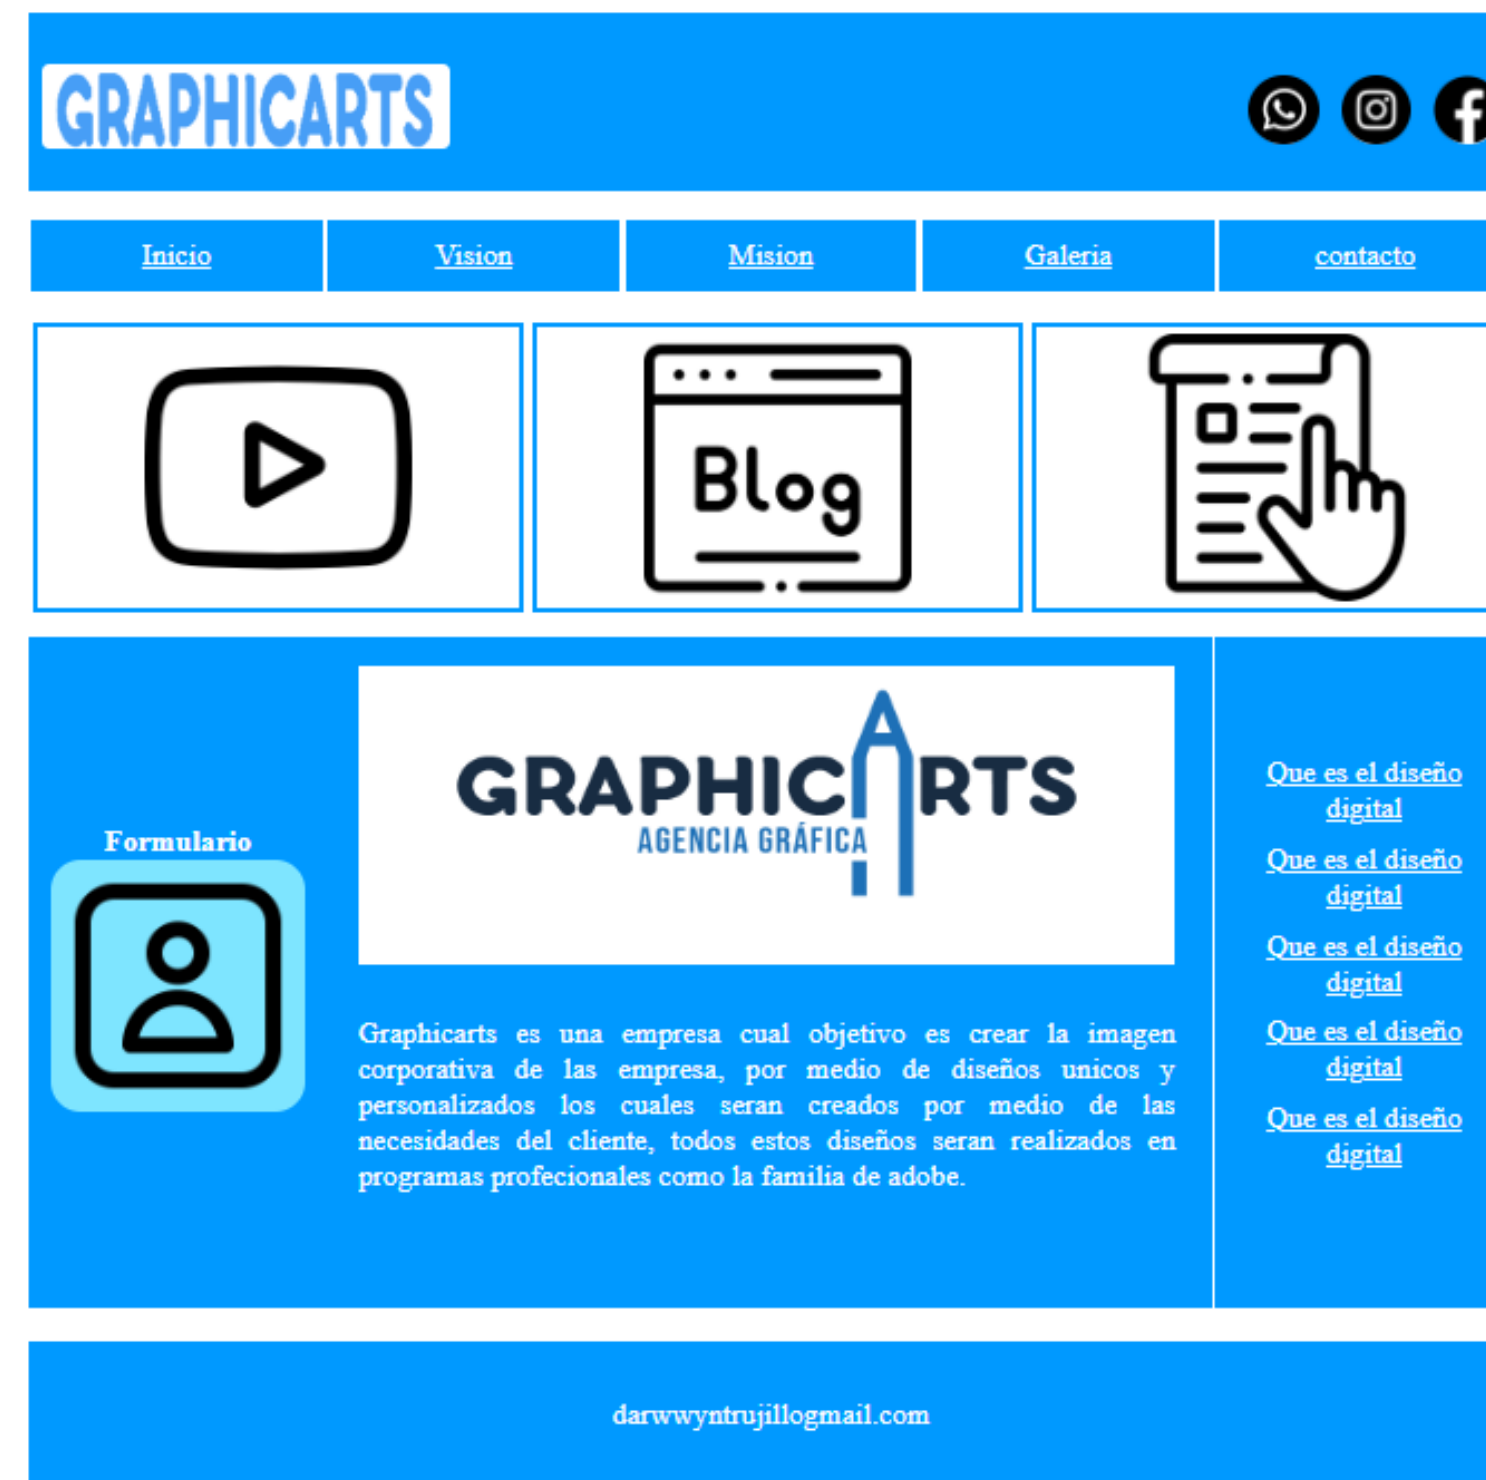 GRAPHICARTS
Inicio
Vision
Mision
Galeria
contacto
Blog
Formulario
GRAPHICARTS
AGENCIA GRÁFICA
Graphicarts es una empresa cual objetivo es crear la imagen
corporativa de las empresa, por medio de diseños unicos y
personalizados los cuales seran creados por medio de las
necesidades del cliente, todos estos diseños seran realizados en
programas profecionales como la familia de adobe.
Que es el diseño
digital
Que es el diseño
digital
Que es el diseño
digital
Que es el diseño
digital
Que es el diseño
digital
darwwyntrujillogmail.com